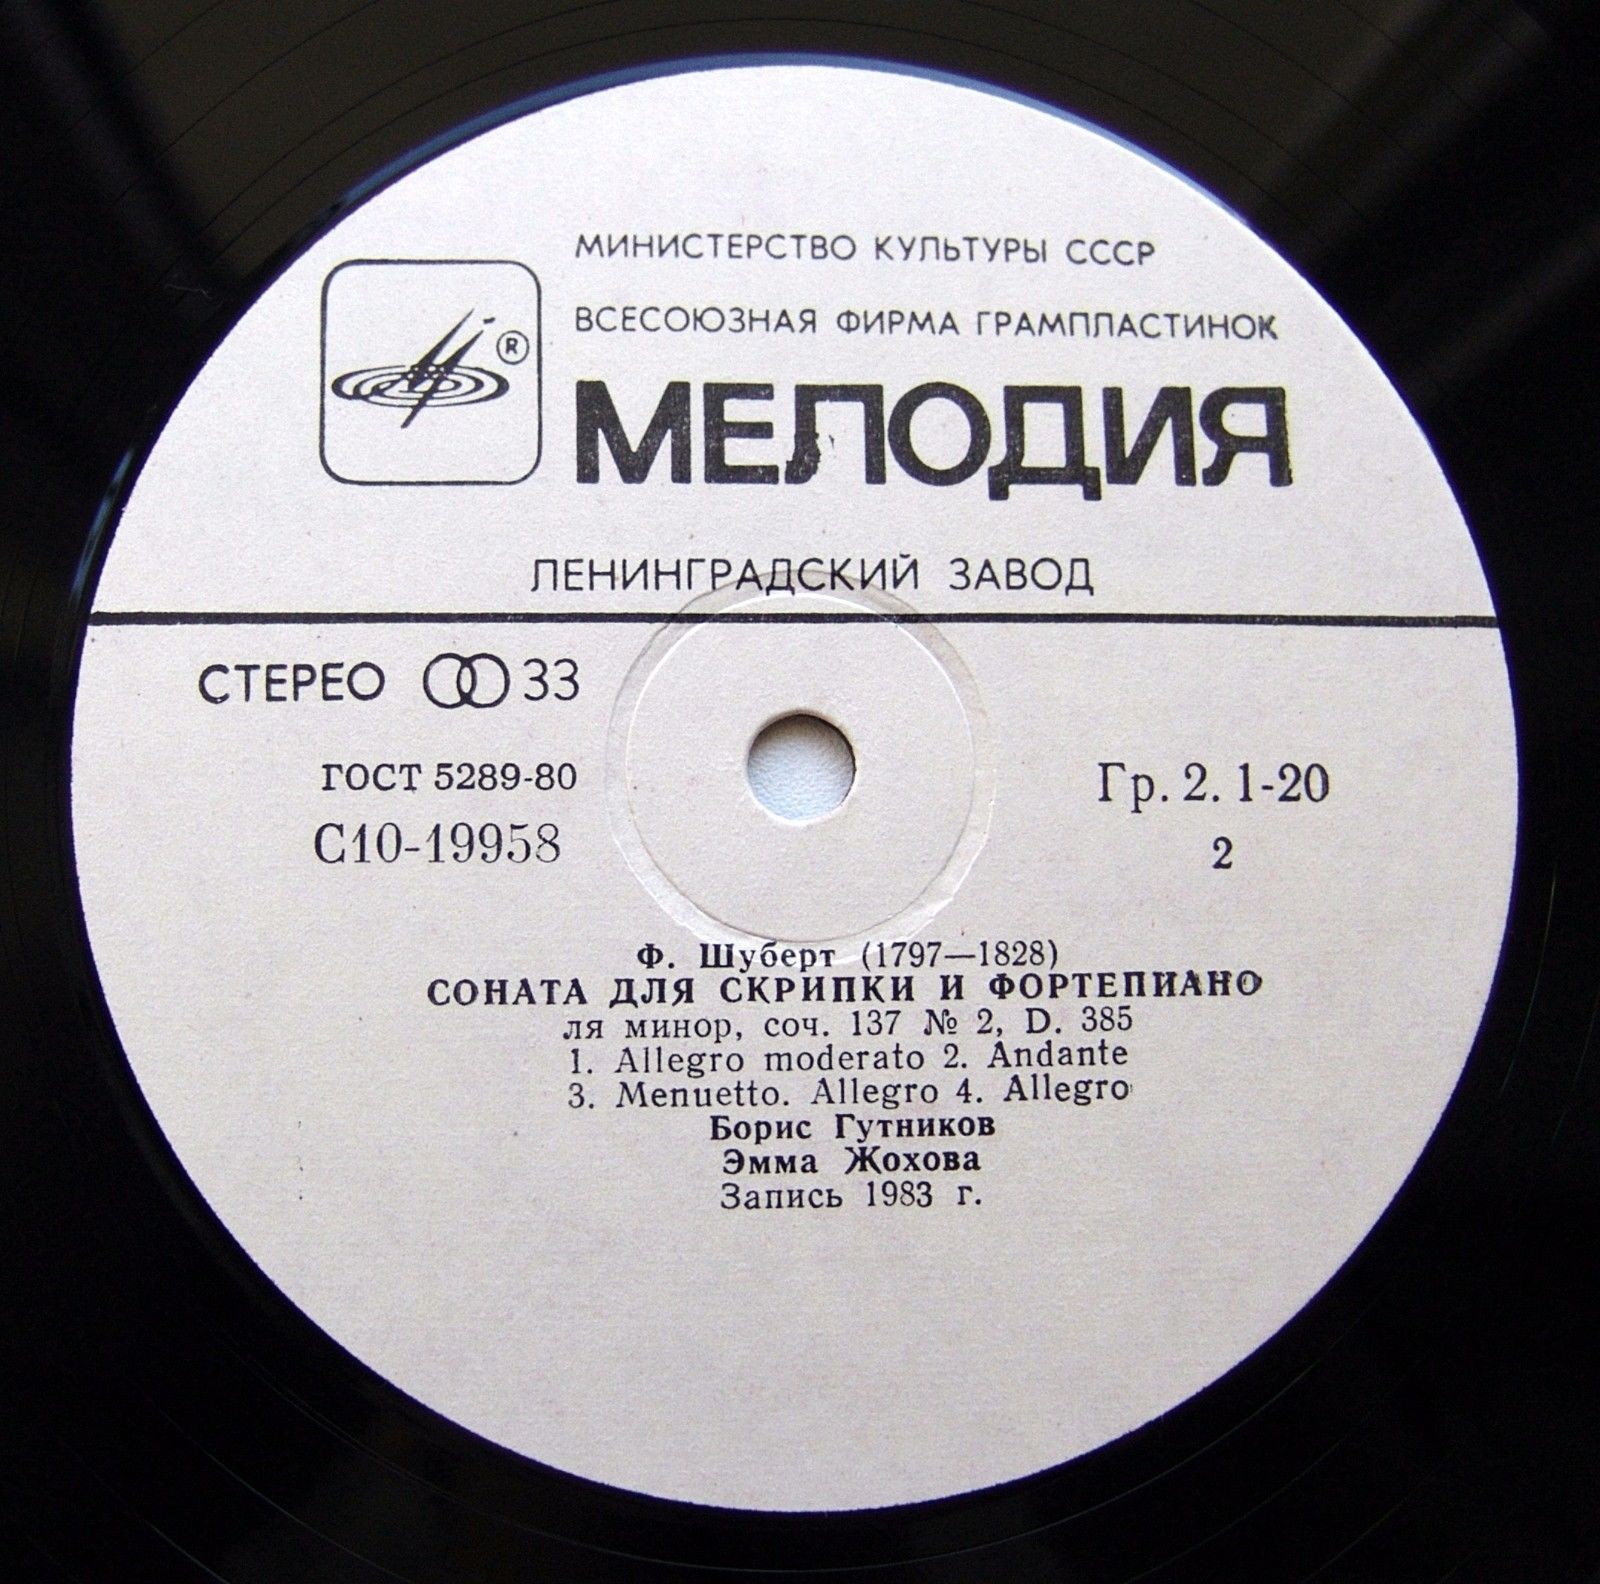 МИНИСТЕРСТВО КУЛЬТУРЫ СССР
ВСЕСОЮЗНАЯ ФИРМА ГРАМПЛАСТИНОК
®
МЕЛОДИЯ
ЛЕНИНГРАДСКИЙ ЗАВОД
СТЕРЕО 33
ГОСТ 5289-80
Гр. 2. 1-20
С10-19958
2
Ф. Шуберт (1797—1828)
СОНАТА ДЛЯ СКРИПКИ И ФОРТЕПИАНО
ля минор, соч. 137 № 2, D. 385
1. Allegro moderato 2. Andante
3. Menuetto. Allegro 4. Allegro
Борис Гутников
Эмма Жохова
Запись 1983 г.